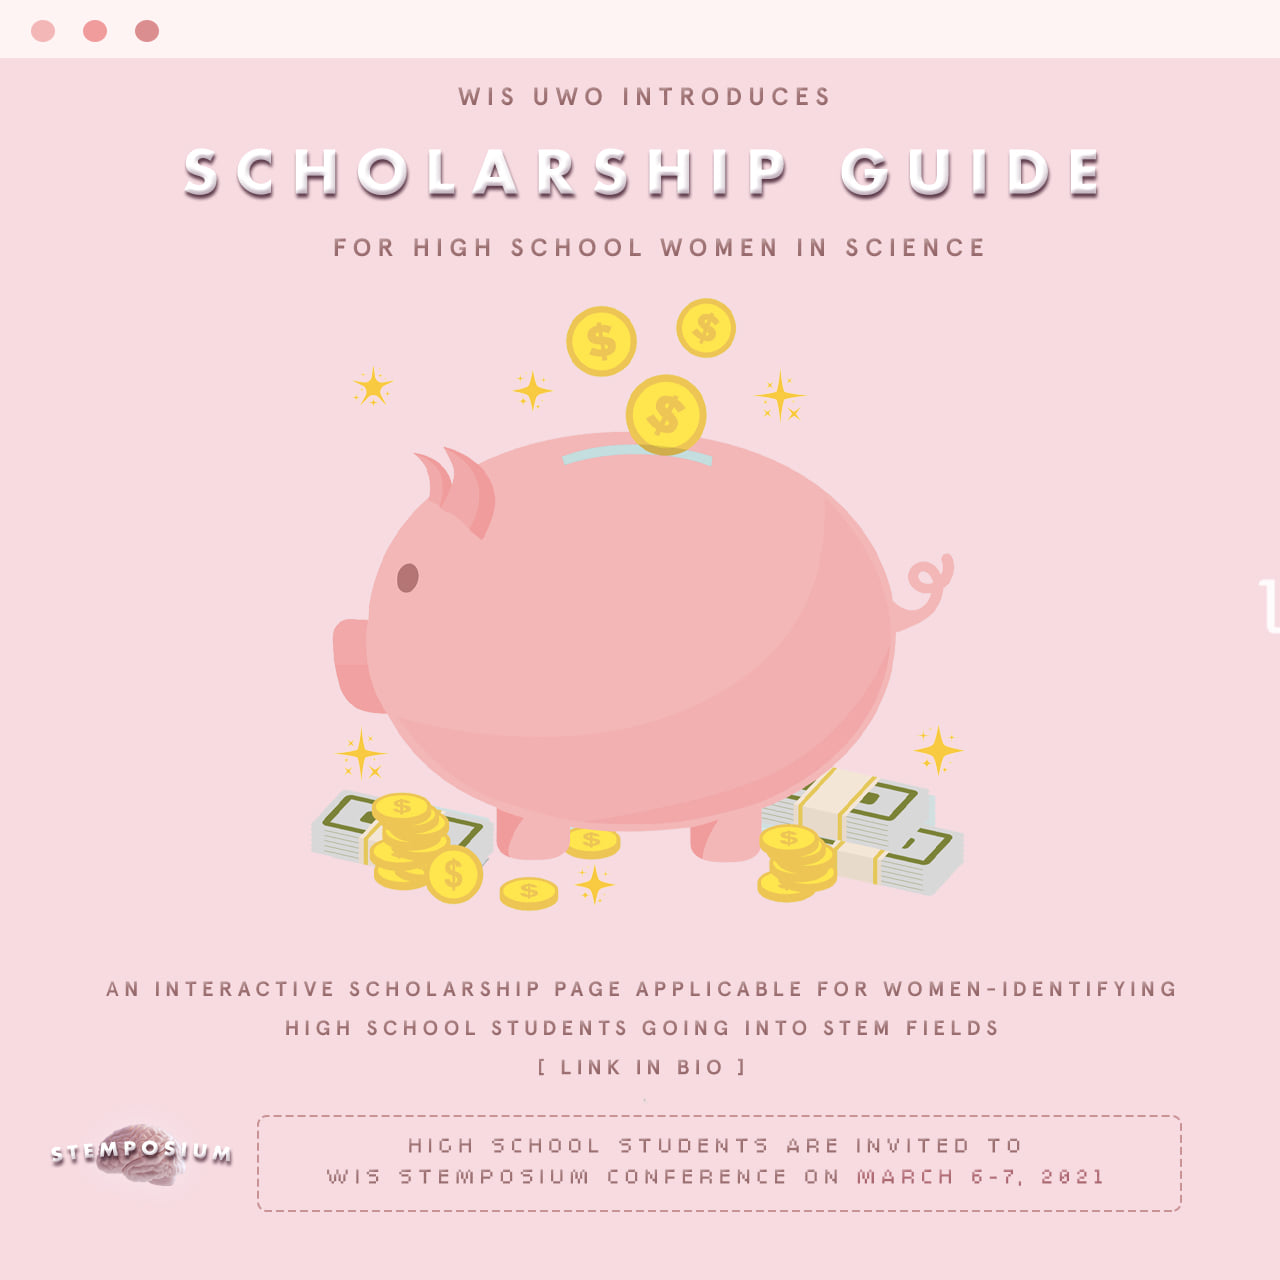 WIS UWO INTRODUCES
SCHOLARSHIP GUIDE
FOR HIGH SCHOOL WOMEN IN SCIENCE
$ $
$
$ $
$ $
$
AN INTERACTIVE SCHOLARSHIP PAGE APPLICABLE FOR WOMEN-IDENTIFYING
HIGH SCHOOL STUDENTS GOING INTO STEM FIELDS
[ LINK IN BIO ]
STEMPOSIUM
HIGH SCHOOL STUDENTS ARE INVITED TO
WIS STEMPOSIUM CONFERENCE ON MARCH 6-7, 2021